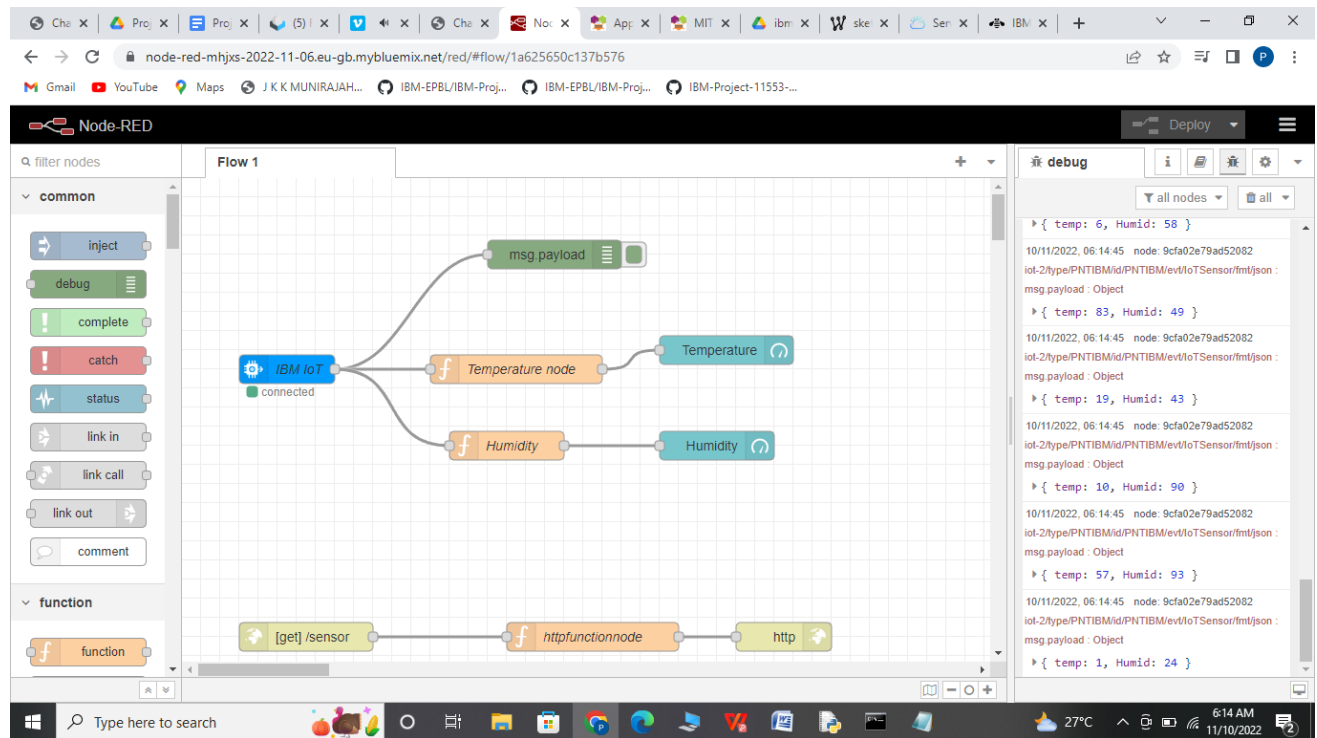 Cha
Proj
Proj
(5)
Cha
Noc
App
MIT
ibm
sket
Sen
IBM
node-red-mhjxs-2022-11-06.eu-gb.mybluemix.net/red/#flow/1a625650c137b576
P
Gmail YouTube Maps J K K MUNIRAJAH... IBM-EPBL/IBM-Proj... IBM-EPBL/IBM-Proj... IBM-Project-11553-...
Node-RED
Deploy
filter nodes
common
inject
debug
complete
catch
status
link in
link call
link out
comment
function
function
Flow 1
msg.payload
IBM IoT
connected
Temperature node
Temperature
Humidity
Humidity
[get] /sensor
httpfunctionnode
http
debug
all nodes
all
{ temp: 6, Humid: 58 }
10/11/2022, 06:14:45 node: 9cfa02e79ad52082
iot-2/type/PNTIBM/id/PNTIBM/evt/IoTSensor/fmt/json :
msg.payload : Object
{ temp: 83, Humid: 49 }
10/11/2022, 06:14:45 node: 9cfa02e79ad52082
iot-2/type/PNTIBM/id/PNTIBM/evt/IoTSensor/fmt/json :
msg.payload : Object
{ temp: 19, Humid: 43 }
10/11/2022, 06:14:45 node: 9cfa02e79ad52082
iot-2/type/PNTIBM/id/PNTIBM/evt/IoTSensor/fmt/json :
msg.payload : Object
{ temp: 10, Humid: 90 }
10/11/2022, 06:14:45 node: 9cfa02e79ad52082
iot-2/type/PNTIBM/id/PNTIBM/evt/IoTSensor/fmt/json :
msg.payload : Object
{ temp: 57, Humid: 93 }
10/11/2022, 06:14:45 node: 9cfa02e79ad52082
iot-2/type/PNTIBM/id/PNTIBM/evt/IoTSensor/fmt/json :
msg.payload : Object
{ temp: 1, Humid: 24 }
Type here to search
27°C
6:14 AM
11/10/2022
2